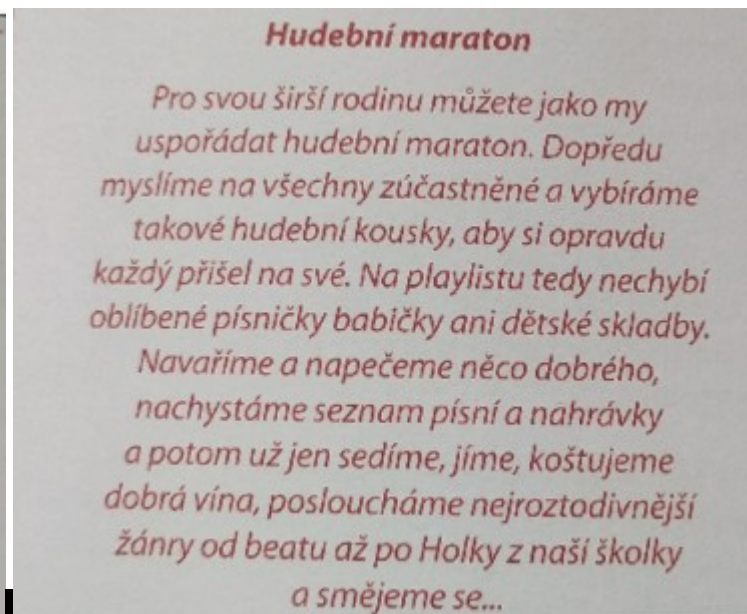 Hudební maraton
Pro svou širší rodinu můžete jako my
uspořádat hudební maraton. Dopředu
myslíme na všechny zúčastněné a vybíráme
takové hudební kousky, aby si opravdu
každý přišel na své. Na playlistu tedy nechybí
oblíbené písničky babičky ani dětské skladby.
Navaříme a napečeme něco dobrého,
nachystáme seznam písní a nahrávky
a potom už jen sedíme, jíme, koštujeme
dobrá vína, posloucháme nejroztodivnější
žánry od beatu až po Holky z naší školky
a smějeme se...